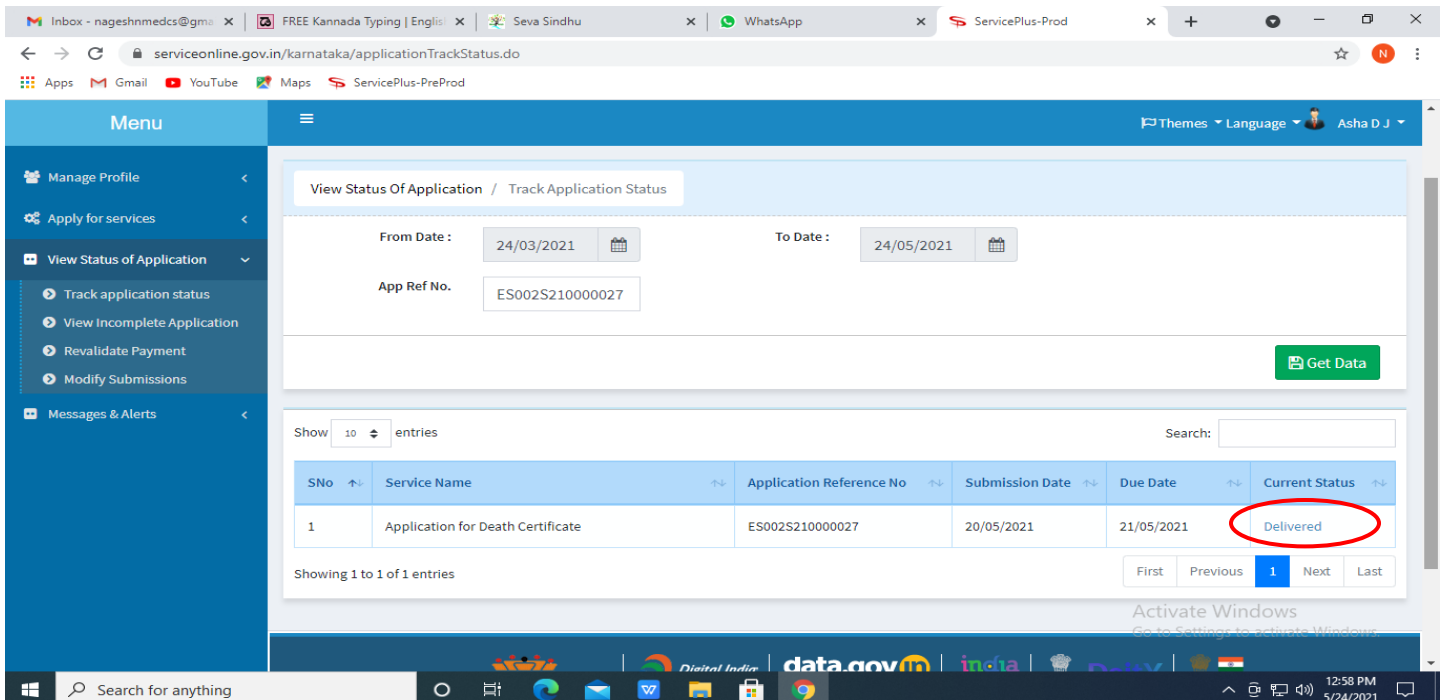 Inbox - nageshnmedcs@gma
FREE Kannada Typing | Englis
Seva Sindhu
WhatsApp
ServicePlus-Prod
serviceonline.gov.in/karnataka/applicationTrackStatus.do
N
Apps Gmail YouTube Maps ServicePlus-PreProd
Menu
Themes Language Asha D J
Manage Profile
Apply for services
View Status of Application
Track application status
View Incomplete Application
Revalidate Payment
Modify Submissions
Messages & Alerts
View Status Of Application / Track Application Status
From Date : 24/03/2021 To Date : 24/05/2021
App Ref No. ES002S210000027
Get Data
Show 10 entries Search:
SNo Service Name Application Reference No Submission Date Due Date Current Status
1 Application for Death Certificate ES002S210000027 20/05/2021 21/05/2021 Delivered
Showing 1 to 1 of 1 entries First Previous 1 Next Last
Activate Windows
Go to Settings to activate Windows.
Digital India data.gov in india
Search for anything
12:58 PM
5/24/2021